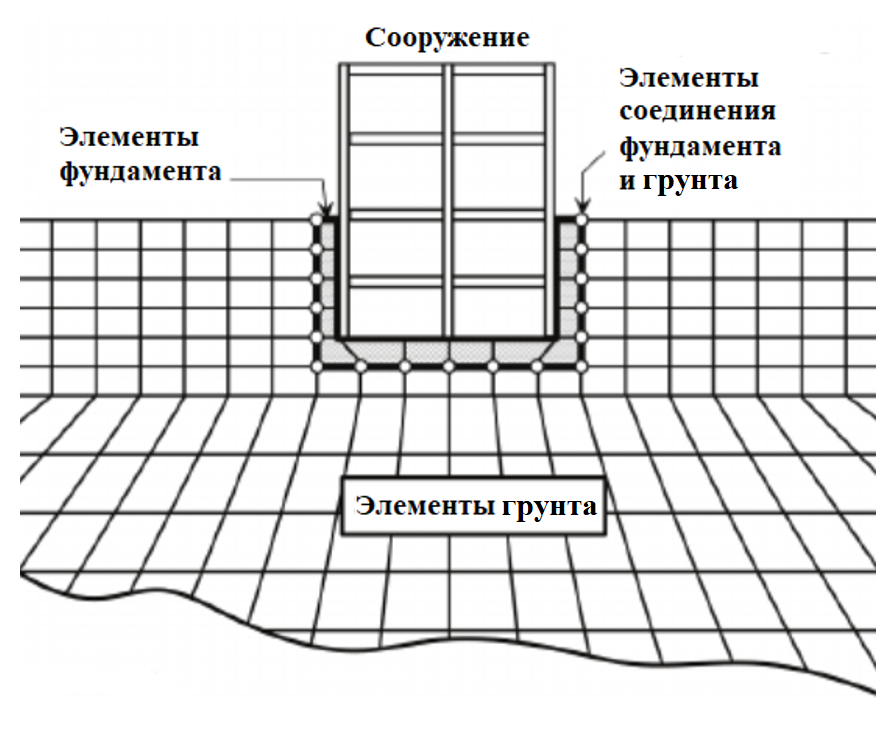 Сооружение
Элементы
соединения
фундамента
и грунта
Элементы
фундамента
Элементы грунта